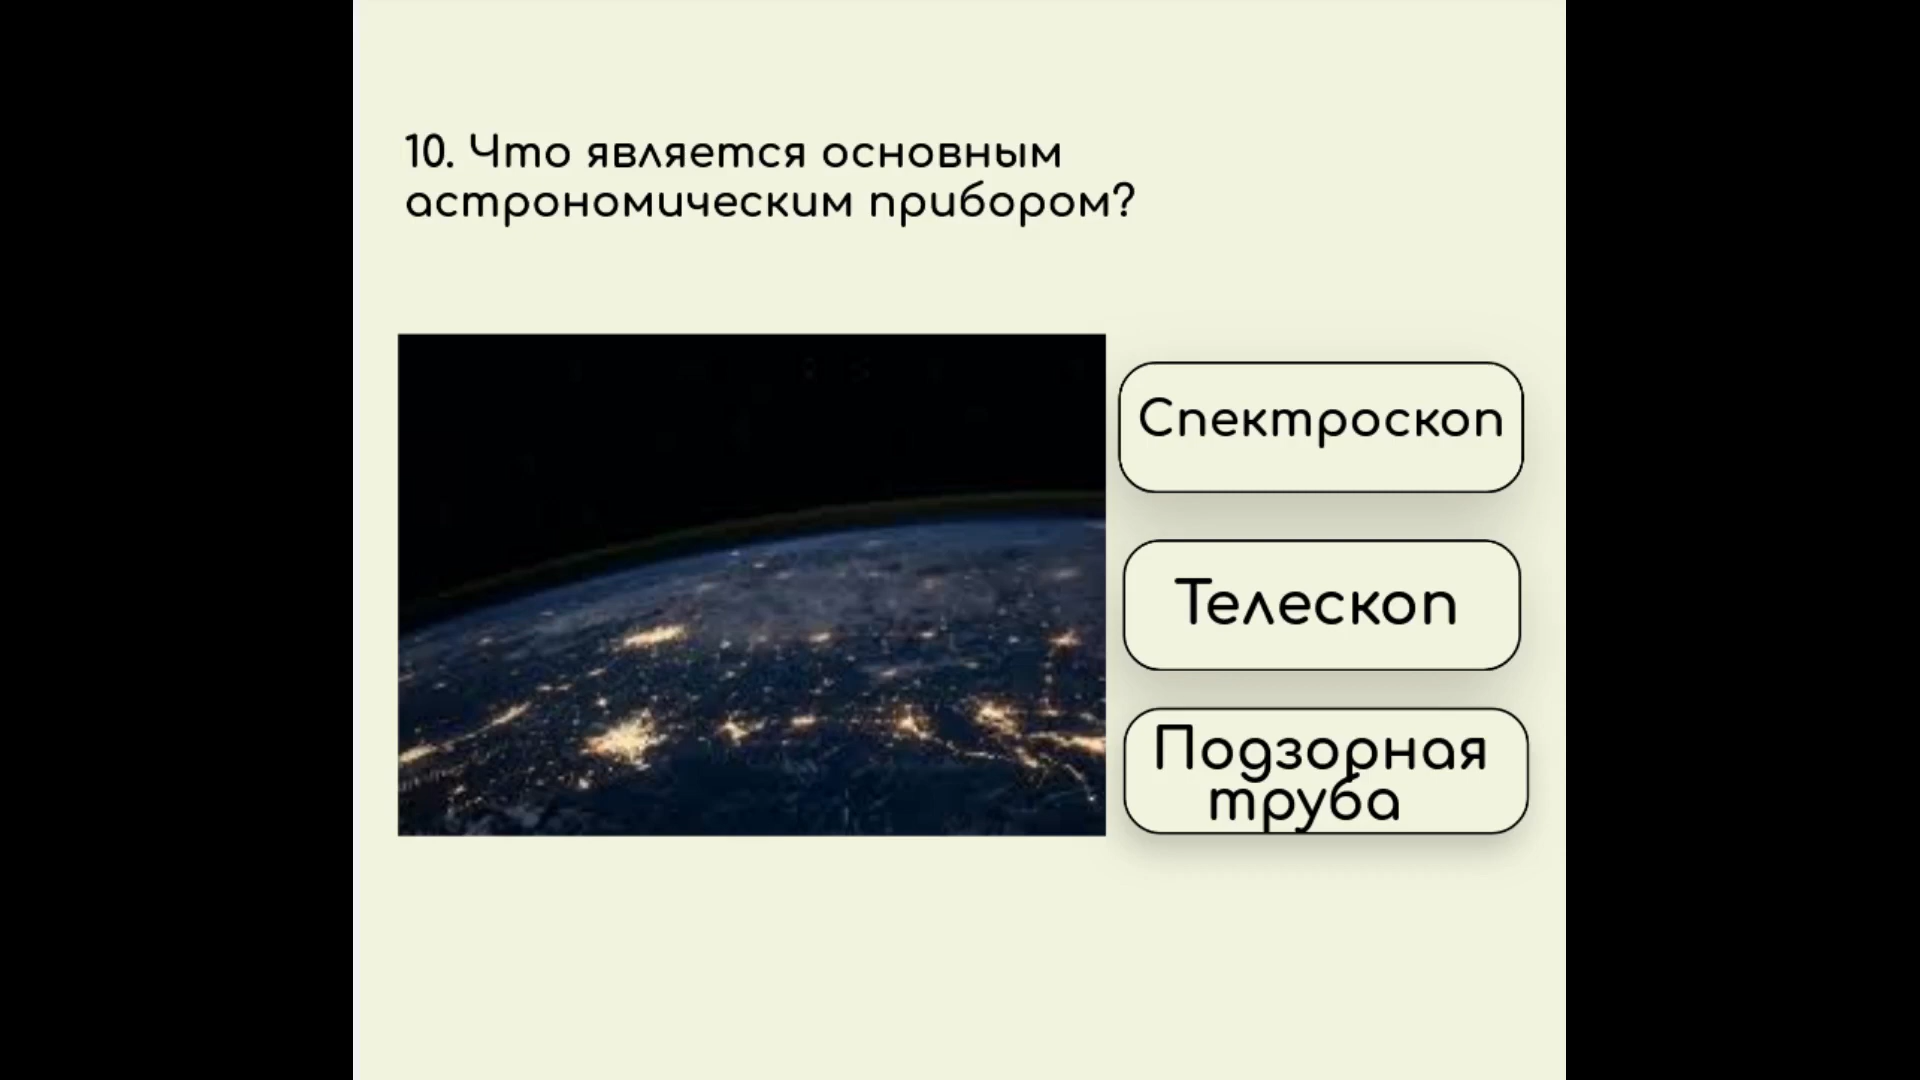 10. Что является основным
астрономическим прибором?
Спектроскоп
Телескоп
Подзорная
труба